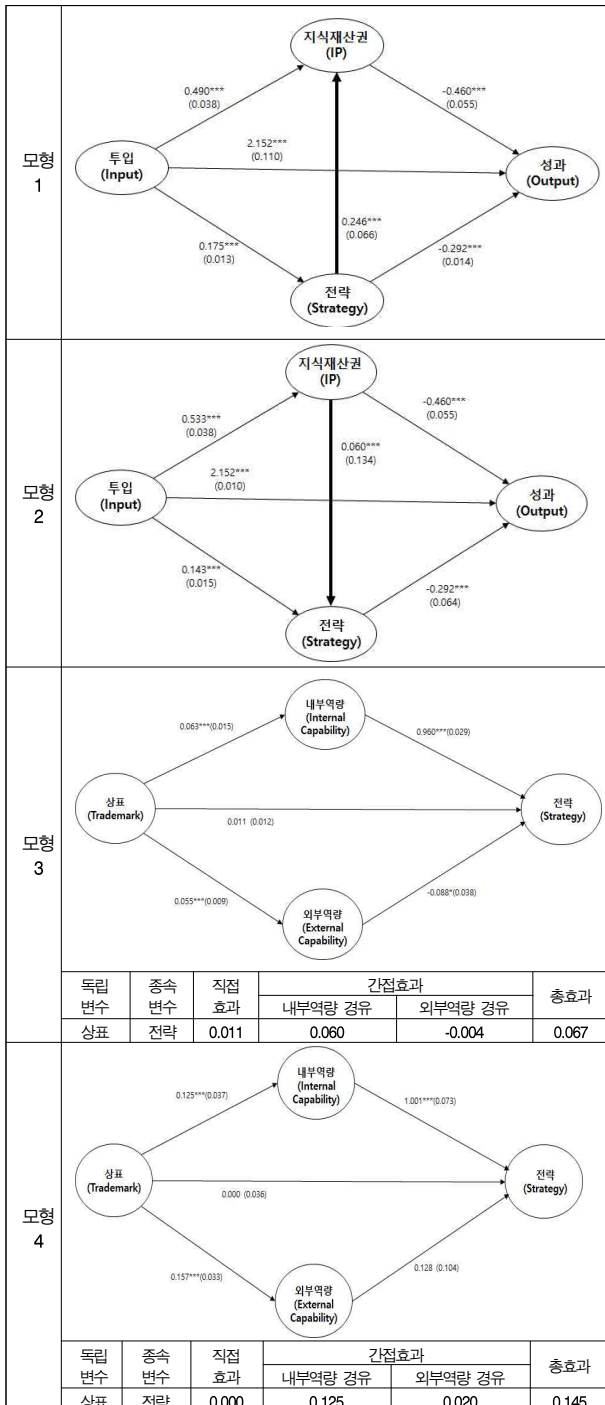 모형
1
지식재산권
(IP)
0.490***
(0.038)
-0.460***
(0.055)
투입
(Input)
2.152***
(0.110)
성과
(Output)
0.246***
(0.066)
0.175***
(0.013)
-0.292***
(0.014)
전략
(Strategy)
모형
2
지식재산권
(IP)
0.533***
(0.038)
-0.460***
(0.055)
0.060***
(0.134)
투입
(Input)
2.152***
(0.010)
성과
(Output)
0.143***
(0.015)
-0.292***
(0.064)
전략
(Strategy)
모형
3
내부역량
(Internal
Capability)
0.063***(0.015)
0.960***(0.029)
상표
(Trademark)
0.011 (0.012)
전략
(Strategy)
0.055***(0.009)
-0.088*(0.038)
외부역량
(External
Capability)
독립 종속 직접 간접효과 총효과
변수 변수 효과 내부역량 경유 외부역량 경유
상표 전략 0.011 0.060 -0.004 0.067
모형
4
내부역량
(Internal
Capability)
0.125***(0.037)
1.001***(0.073)
상표
(Trademark)
0.000 (0.036)
전략
(Strategy)
0.157***(0.033)
0.128 (0.104)
외부역량
(External
Capability)
독립 종속 직접 간접효과 총효과
변수 변수 효과 내부역량 경유 외부역량 경유
상표 전략 0.000 0.125 0.020 0.145